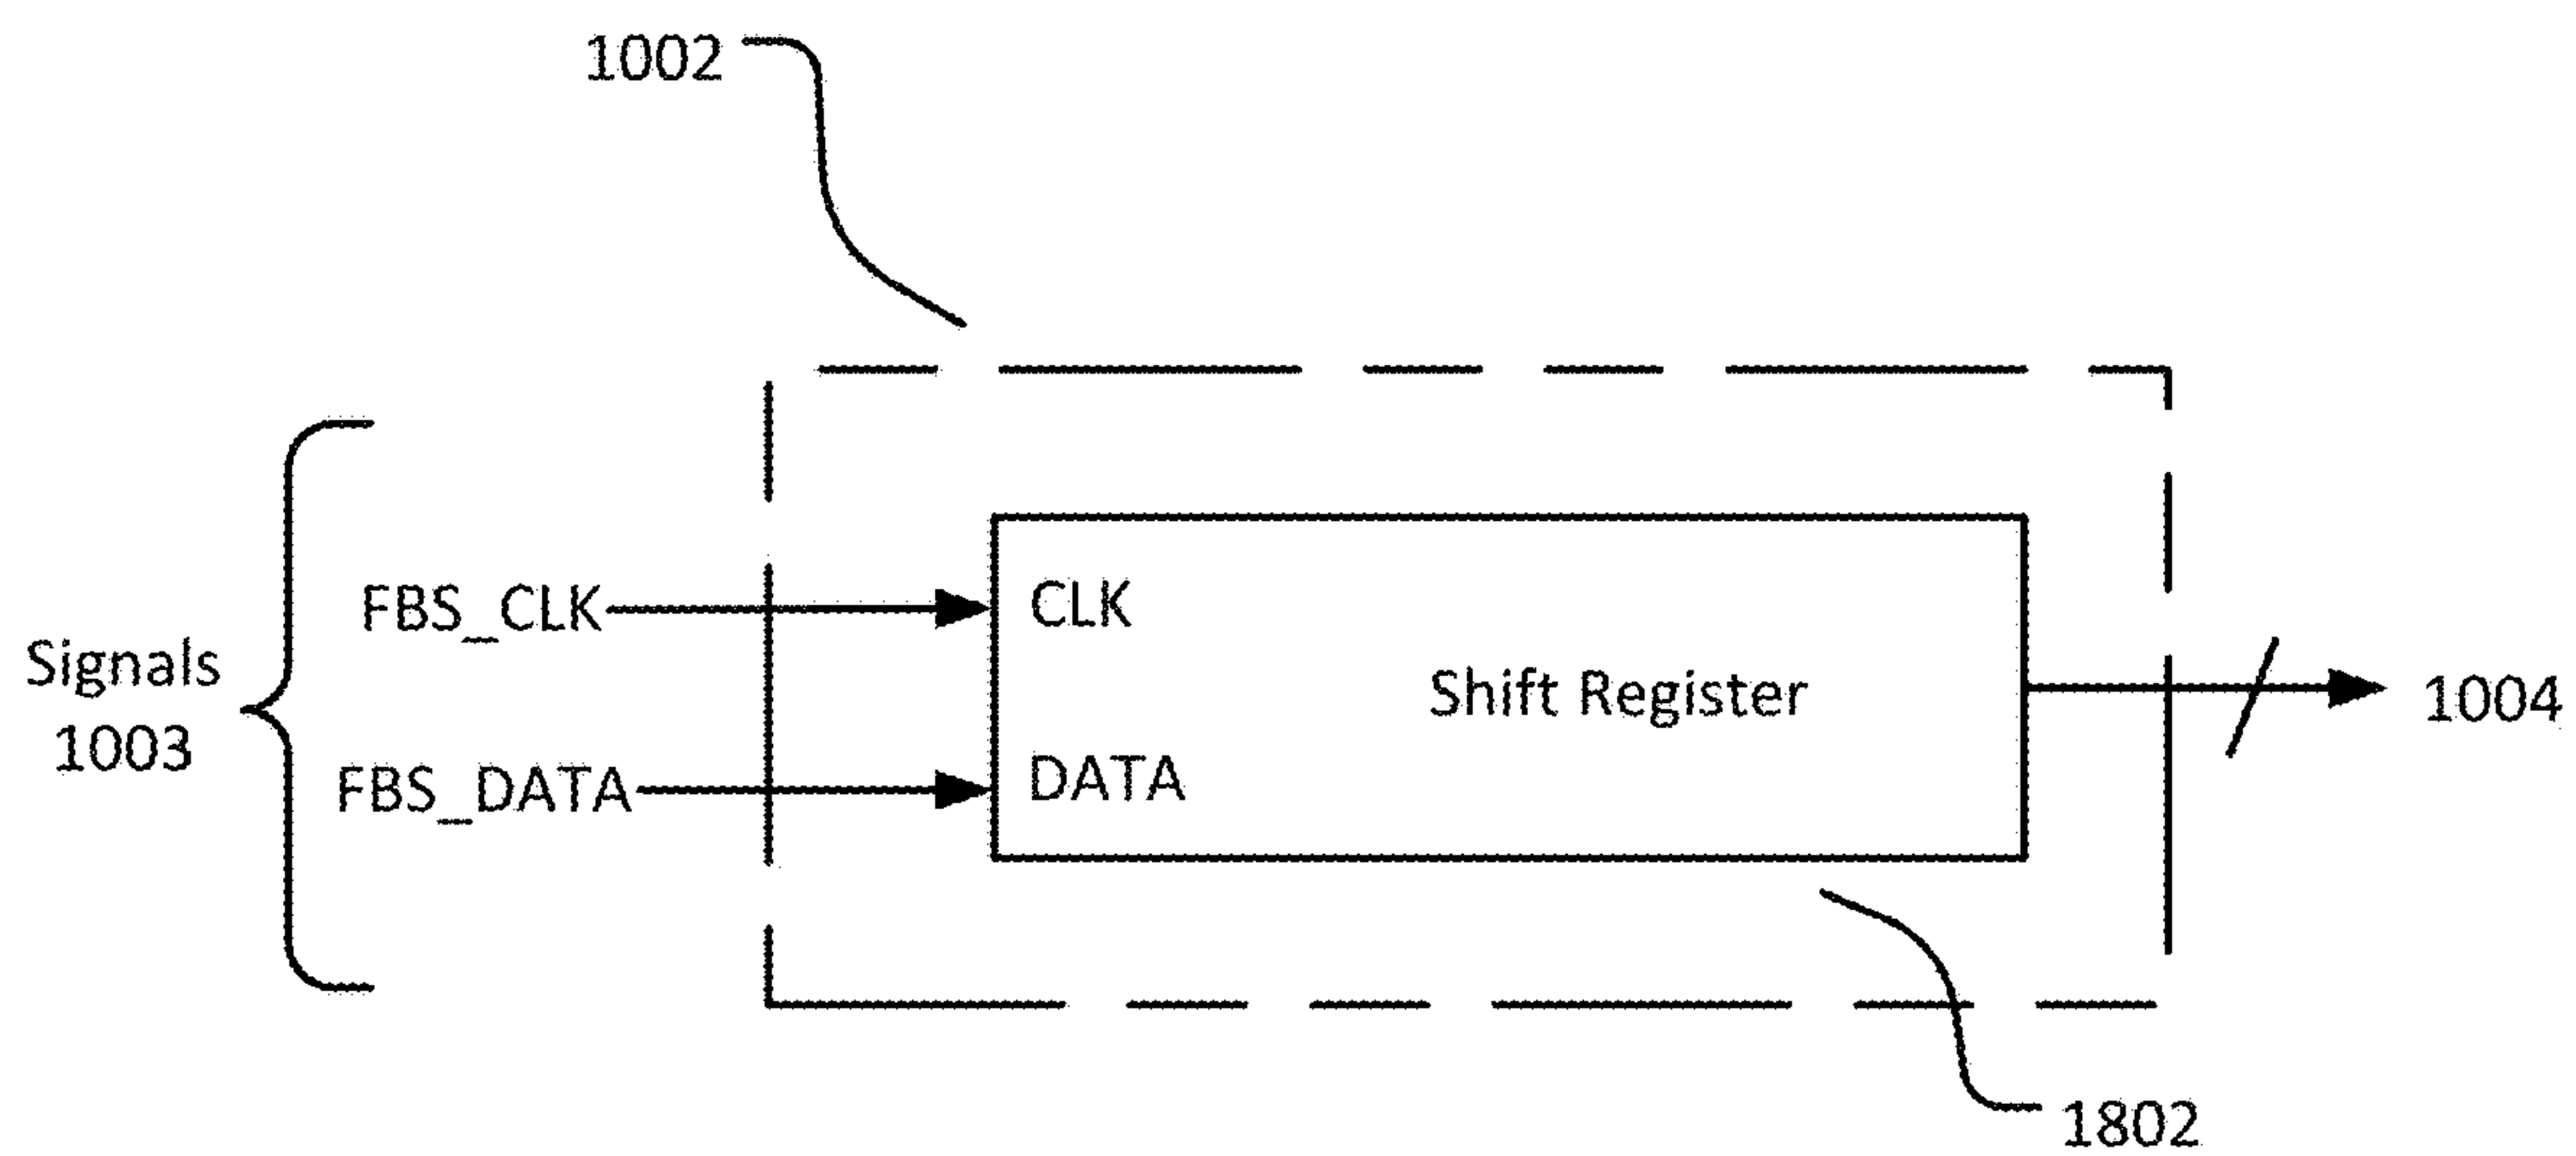 1002
FBS_CLK
CLK
Signals
1003
Shift Register
1004
FBS_DATA
DATA
1802